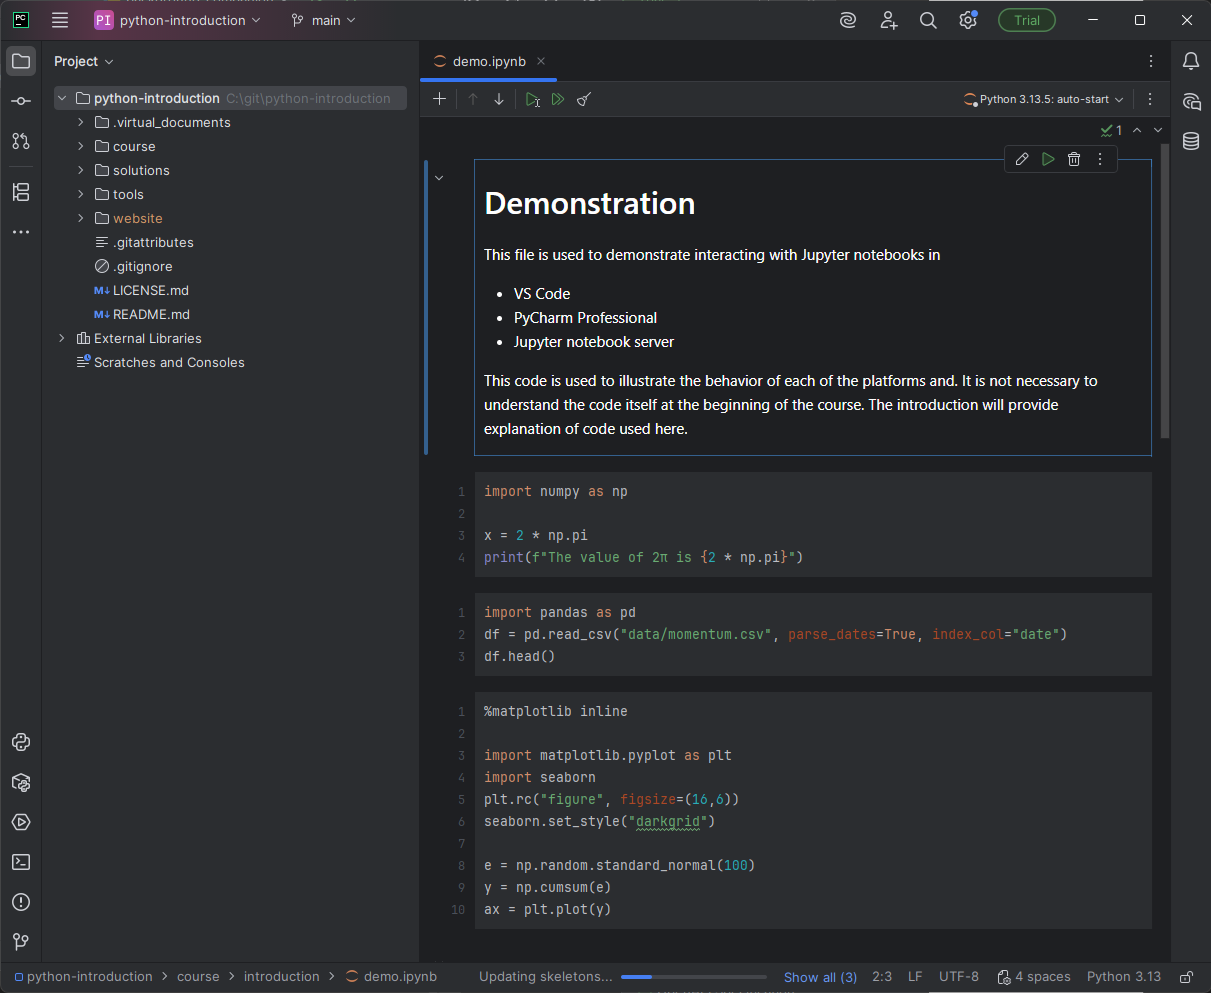 PC
PI python-introduction
main
Trial
Project
demo.ipynb
python-introduction C:\git\python-introduction
.virtual_documents
course
solutions
tools
website
.gitattributes
.gitignore
M↓ LICENSE.md
M↓ README.md
External Libraries
Scratches and Consoles
Python 3.13.5: auto-start
1
Demonstration
This file is used to demonstrate interacting with Jupyter notebooks in
• VS Code
• PyCharm Professional
• Jupyter notebook server
This code is used to illustrate the behavior of each of the platforms and. It is not necessary to
understand the code itself at the beginning of the course. The introduction will provide
explanation of code used here.
1 import numpy as np
2
3 x = 2 * np.pi
4 print(f"The value of 2π is {2 * np.pi}")
1 import pandas as pd
2 df = pd.read_csv("data/momentum.csv", parse_dates=True, index_col="date")
3 df.head()
1 %matplotlib inline
2
3 import matplotlib.pyplot as plt
4 import seaborn
5 plt.rc("figure", figsize=(16,6))
6 seaborn.set_style("darkgrid")
7
8 e = np.random.standard_normal(100)
9 y = np.cumsum(e)
10 ax = plt.plot(y)
python-introduction > course > introduction > demo.ipynb
Updating skeletons...
Show all (3)
2:3
LF
UTF-8
4 spaces
Python 3.13